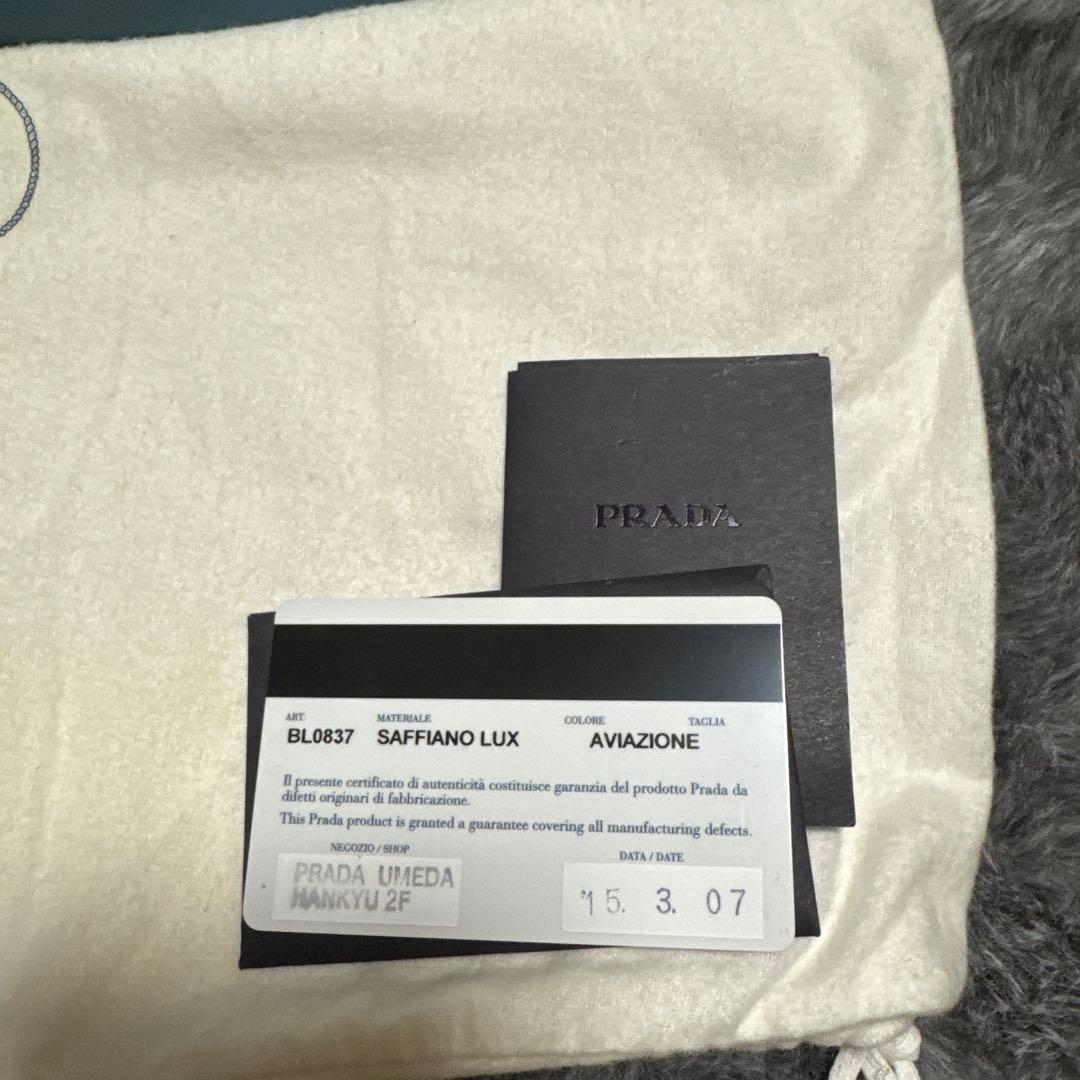 PRADA
ART. MATERIALE COLORE TAGLIA
BL0837 SAFFIANO LUX AVIAZIONE
Il presente certificato di autenticità costituisce garanzia del prodotto Prada da
difetti originari di fabbricazione.
This Prada product is granted a guarantee covering all manufacturing defects.
NEGOZIO / SHOP
PRADA UMEDA
HANKYU 2F
DATA / DATE
'15. 3. 07